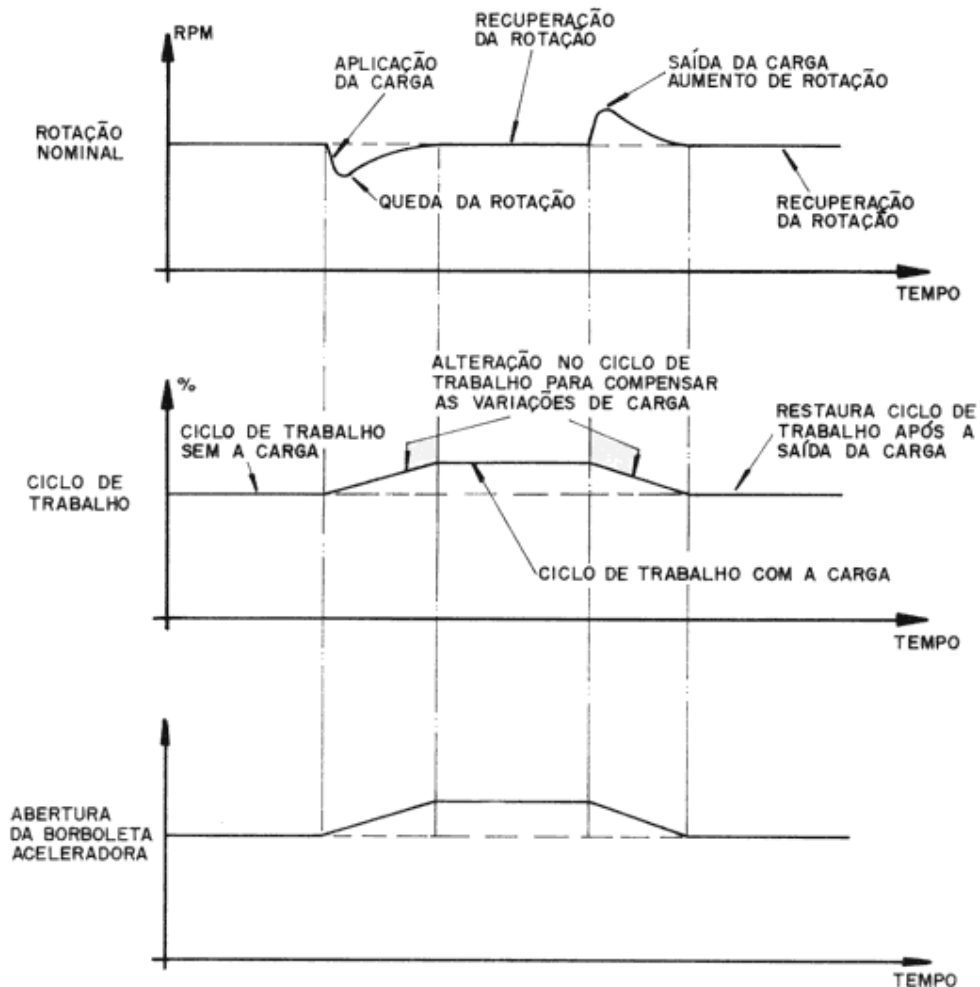 RPM
RECUPERAÇÃO
DA ROTAÇÃO
APLICAÇÃO
DA CARGA
SAÍDA DA CARGA
AUMENTO DE ROTAÇÃO
ROTAÇÃO
NOMINAL
QUEDA DA ROTAÇÃO
RECUPERAÇÃO
DA ROTAÇÃO
TEMPO
%
ALTERAÇÃO NO CICLO DE
TRABALHO PARA COMPENSAR
AS VARIAÇÕES DE CARGA
CICLO DE TRABALHO
SEM A CARGA
RESTAURA CICLO DE
TRABALHO APÓS A
SAÍDA DA CARGA
CICLO DE
TRABALHO
CICLO DE TRABALHO COM A CARGA
TEMPO
ABERTURA
DA BORBOLETA
ACELERADORA
TEMPO